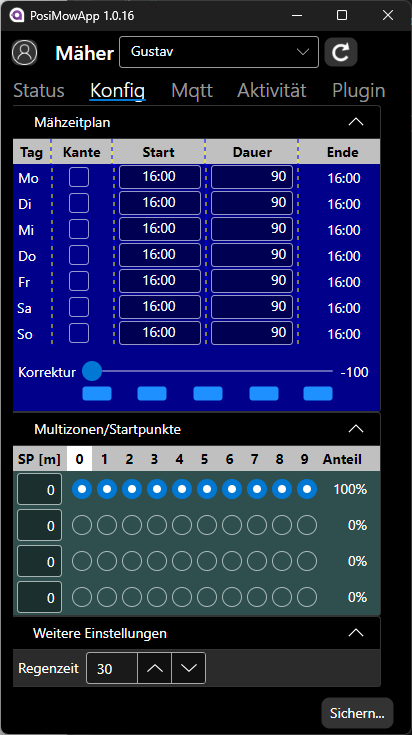 PosiMowApp 1.0.16
Mäher Gustav
Status Konfig Mqtt Aktivität Plugin
Mähzeitplan
Tag Kante Start Dauer Ende
Mo 16:00 90 16:00
Di 16:00 90 16:00
Mi 16:00 90 16:00
Do 16:00 90 16:00
Fr 16:00 90 16:00
Sa 16:00 90 16:00
So 16:00 90 16:00
Korrektur -100
Multizonen/Startpunkte
SP [m] 0 1 2 3 4 5 6 7 8 9 Anteil
0 100%
0 0%
0 0%
0 0%
Weitere Einstellungen
Regenzeit 30
Sichern...